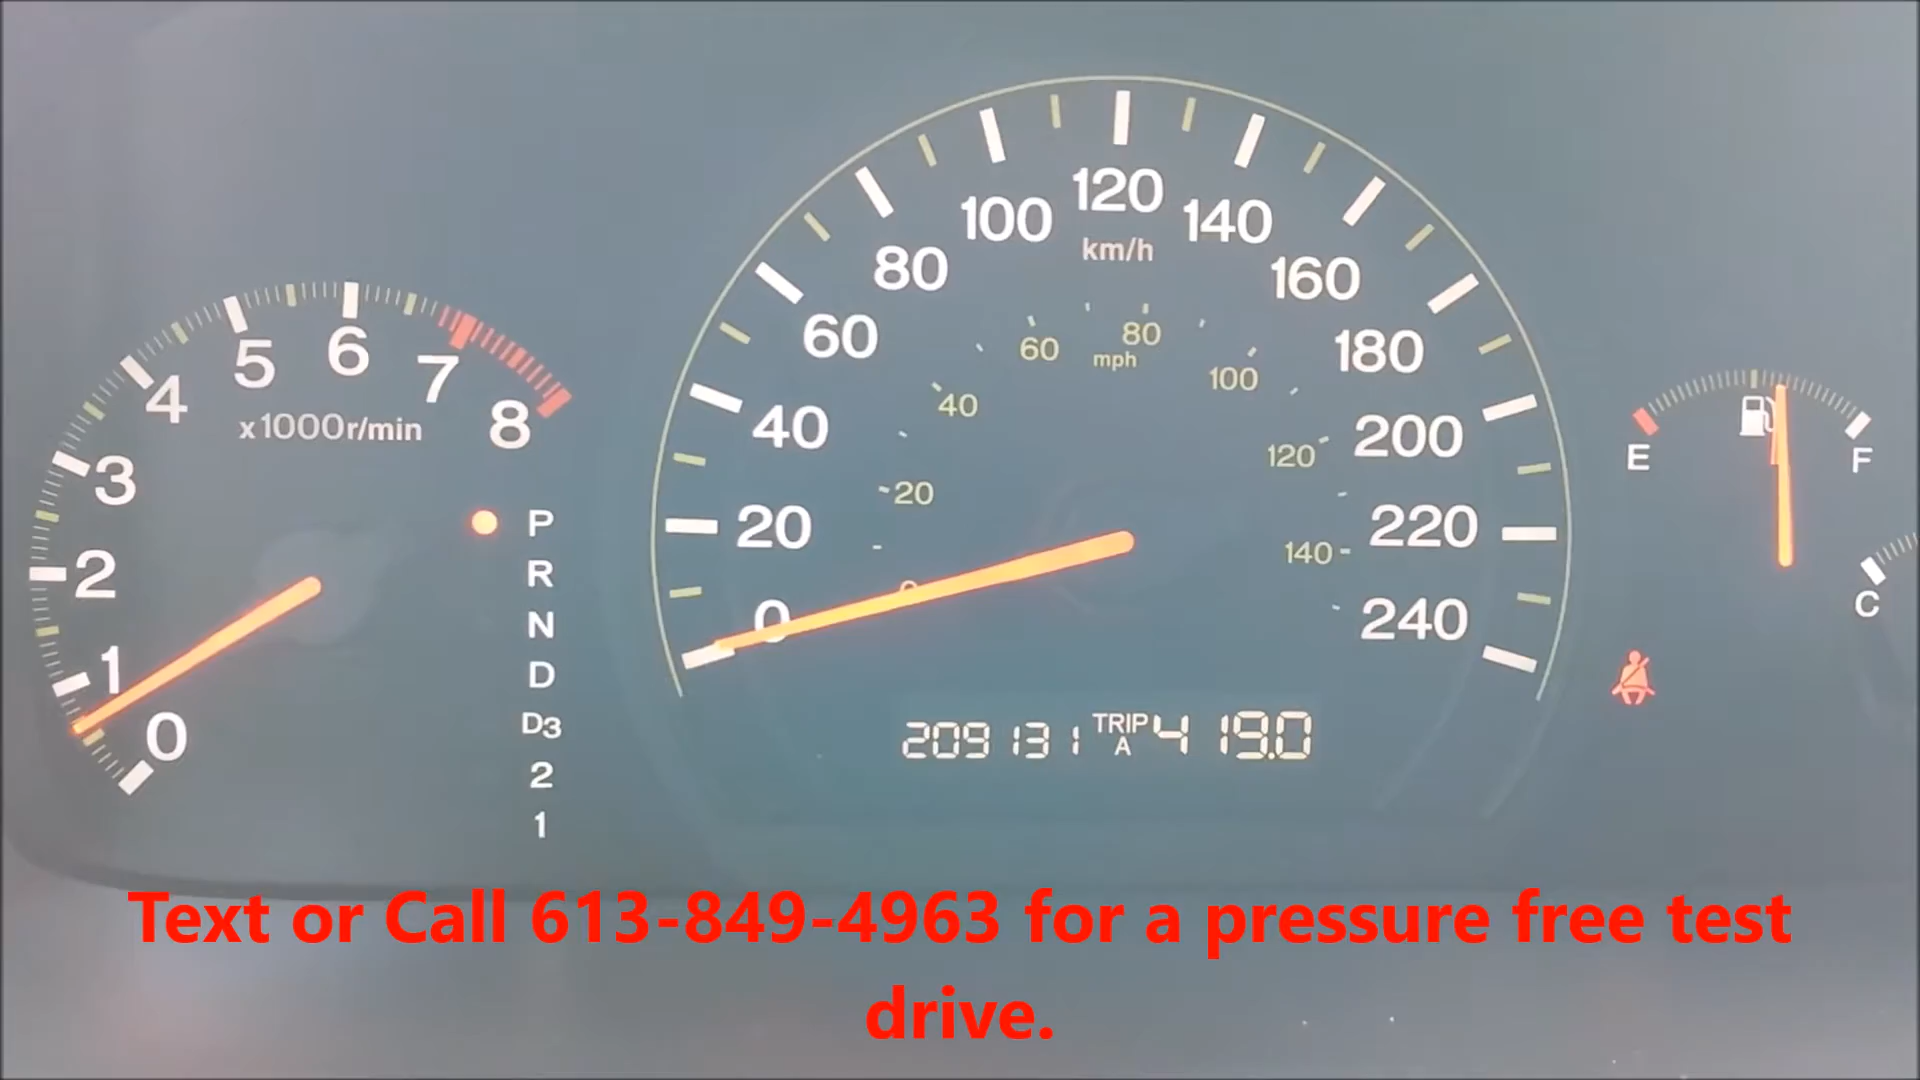 0 1 2 3 4 5 6 7 8
x1000r/min
P
R
N
D
D3
2
1
0 20 40 60 80 100 120 140 160 180 200 220 240
km/h
0 20 40 60 80 100 120 140
mph
209131 TRIP A 419.0
E F
C
Text or Call 613-849-4963 for a pressure free test
drive.